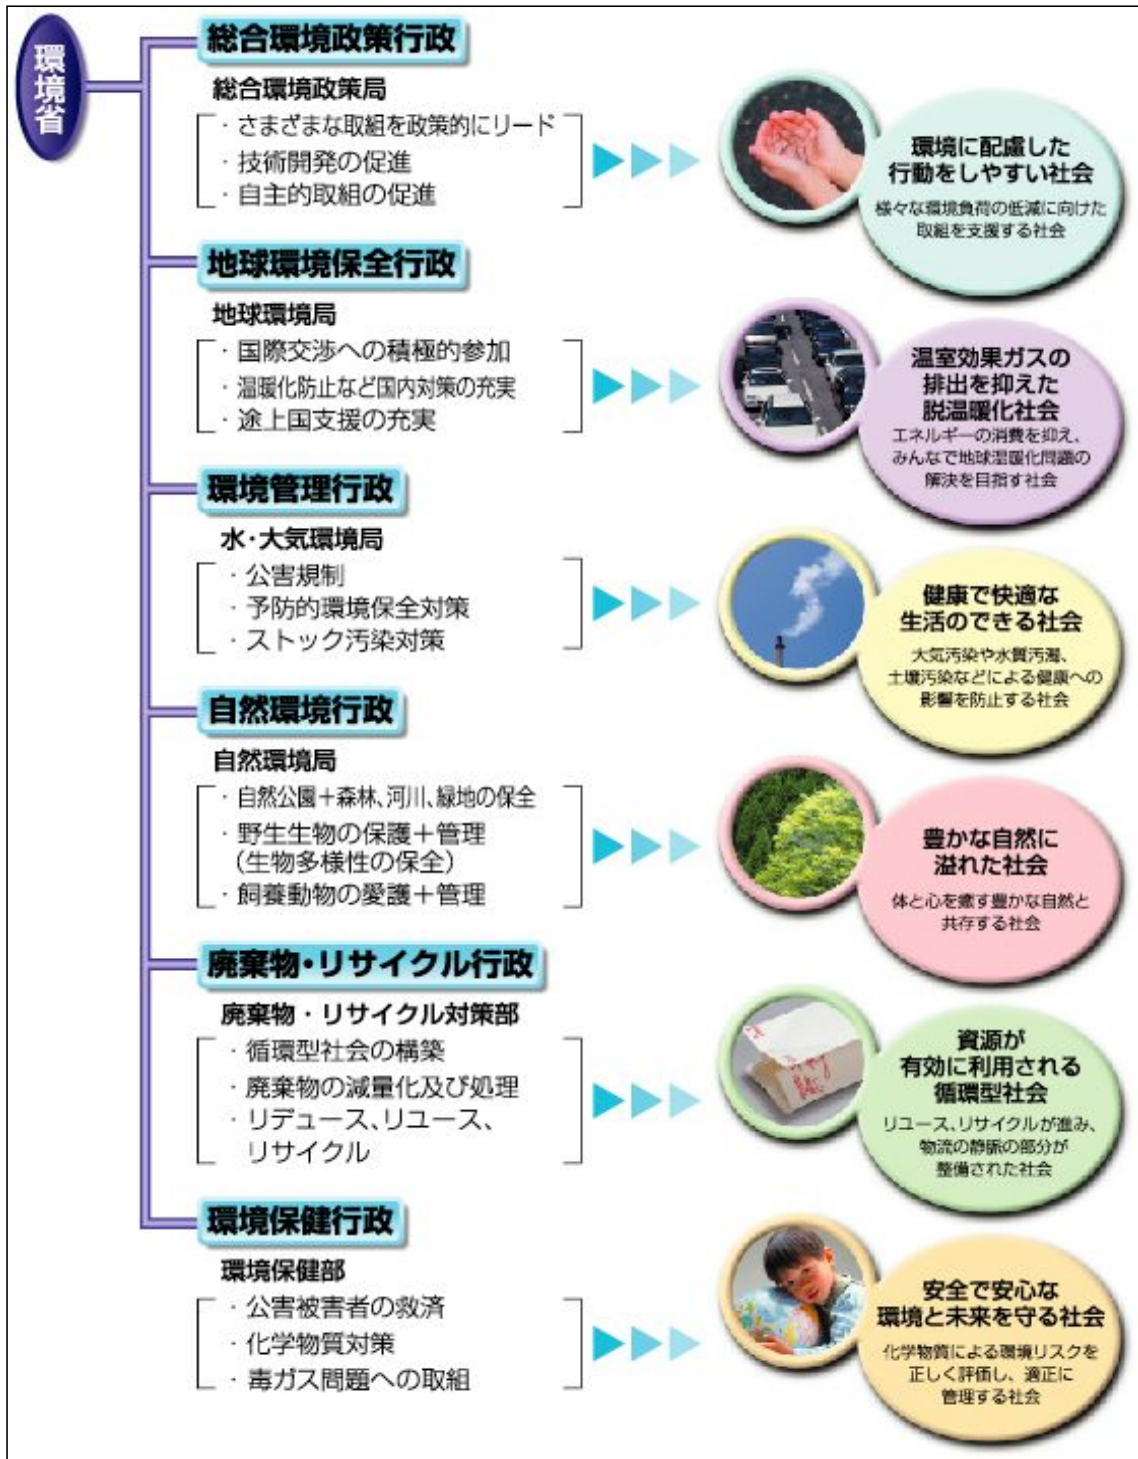 環境省
総合環境政策行政
総合環境政策局
・さまざまな取組を政策的にリード
・技術開発の促進
・自主的取組の促進
環境に配慮した
行動をしやすい社会
様々な環境負荷の低減に向けた
取組を支援する社会
地球環境保全行政
地球環境局
・国際交渉への積極的参加
・温暖化防止など国内対策の充実
・途上国支援の充実
温室効果ガスの
排出を抑えた
脱温暖化社会
エネルギーの消費を抑え、
みんなで地球温暖化問題の
解決を目指す社会
環境管理行政
水・大気環境局
・公害規制
・予防的環境保全対策
・ストック汚染対策
健康で快適な
生活のできる社会
大気汚染や水質汚濁、
土壌汚染などによる健康への
影響を防止する社会
自然環境行政
自然環境局
・自然公園+森林、河川、緑地の保全
・野生生物の保護+管理
(生物多様性の保全)
・飼養動物の愛護+管理
豊かな自然に
溢れた社会
体と心を癒す豊かな自然と
共存する社会
廃棄物・リサイクル行政
廃棄物・リサイクル対策部
・循環型社会の構築
・廃棄物の減量化及び処理
・リデュース、リユース、
リサイクル
資源が
有効に利用される
循環型社会
リユース、リサイクルが進み、
物流の静脈の部分が
整備された社会
環境保健行政
環境保健部
・公害被害者の救済
・化学物質対策
・毒ガス問題への取組
安全で安心な
環境と未来を守る社会
化学物質による環境リスクを
正しく評価し、適正に
管理する社会